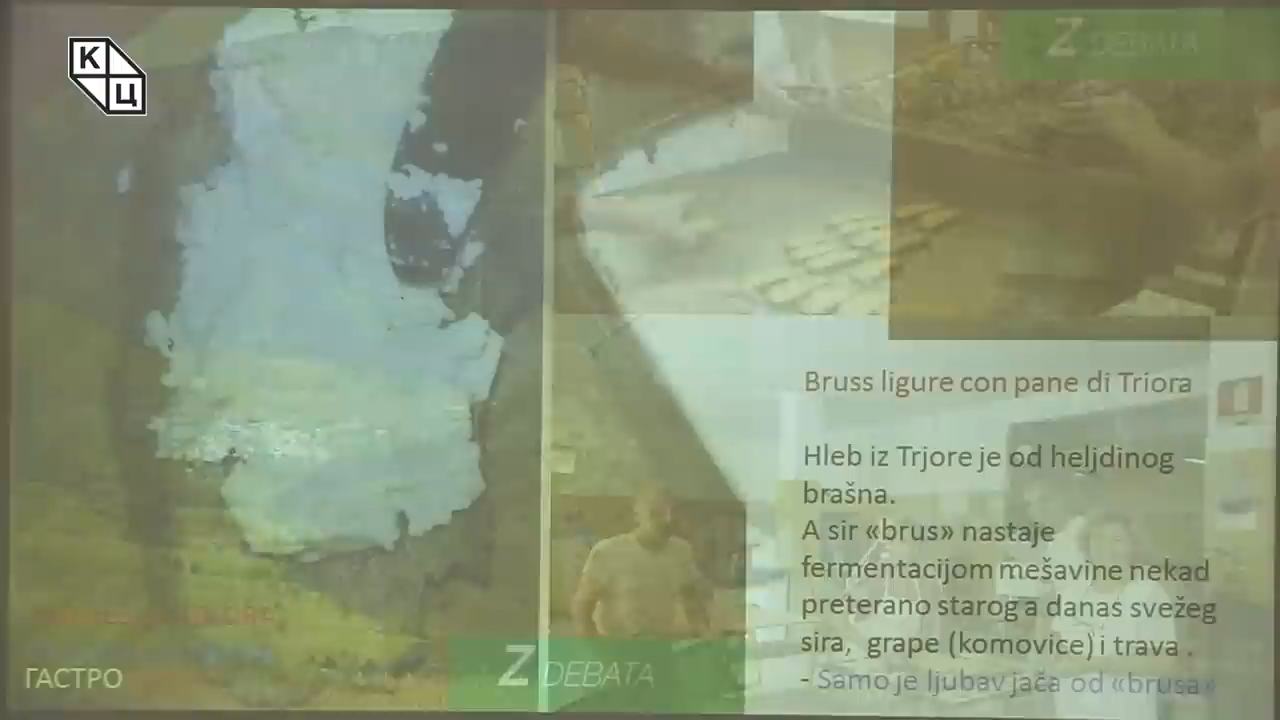 К
Ц
Z DEBATA
Bruss ligure con pane di Triora
Hleb iz Trjore je od heljdinog
brašna.
A sir «brus» nastaje
fermentacijom mešavine nekad
preterano starog a danas svežeg
sira, grape (komovice) i trava .
- Samo je ljubav jača od «brusa»
ГАСТРО
Z DEBATA